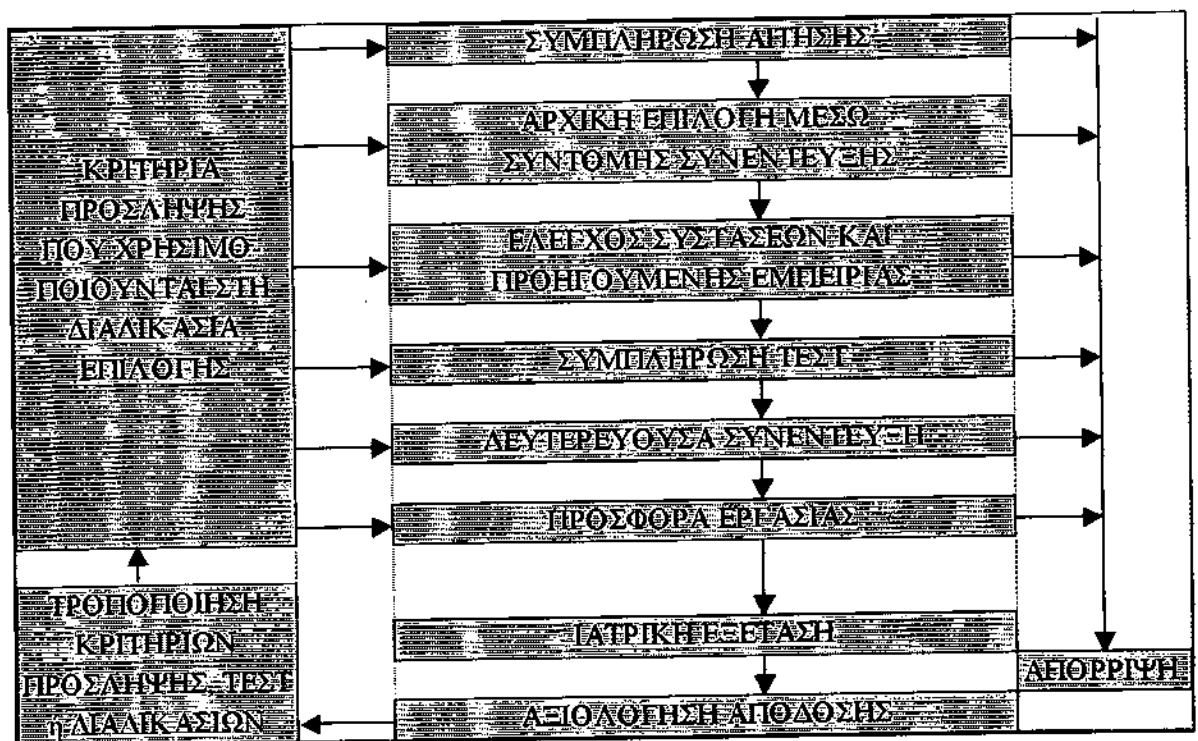 ΚΡΙΤΗΡΙΑ
ΠΡΟΣΛΗΨΗΣ
ΠΟΥ ΧΡΗΣΙΜΟ-
ΠΟΙΟΥΝΤΑΙ ΣΤΗ
ΔΙΑΔΙΚΑΣΙΑ
ΕΠΙΛΟΓΗΣ
ΤΡΟΠΟΠΟΙΗΣΗ
ΚΡΙΤΗΡΙΩΝ
ΠΡΟΣΛΗΨΗΣ, ΤΕΣΤ
ή ΔΙΑΔΙΚΑΣΙΩΝ
ΣΥΜΠΛΗΡΩΣΗ ΑΙΤΗΣΗΣ
ΑΡΧΙΚΗ ΕΠΙΛΟΓΗ ΜΕΣΩ
ΣΥΝΤΟΜΗΣ ΣΥΝΕΝΤΕΥΞΗΣ
ΕΛΕΓΧΟΣ ΣΥΣΤΑΣΕΩΝ ΚΑΙ
ΠΡΟΗΓΟΥΜΕΝΗΣ ΕΜΠΕΙΡΙΑΣ
ΣΥΜΠΛΗΡΩΣΗ ΤΕΣΤ
ΔΕΥΤΕΡΕΥΟΥΣΑ ΣΥΝΕΝΤΕΥΞΗ
ΠΡΟΣΦΟΡΑ ΕΡΓΑΣΙΑΣ
ΙΑΤΡΙΚΗ ΕΞΕΤΑΣΗ
ΑΞΙΟΛΟΓΗΣΗ ΑΠΟΔΟΣΗΣ
ΑΠΟΡΡΙΨΗ